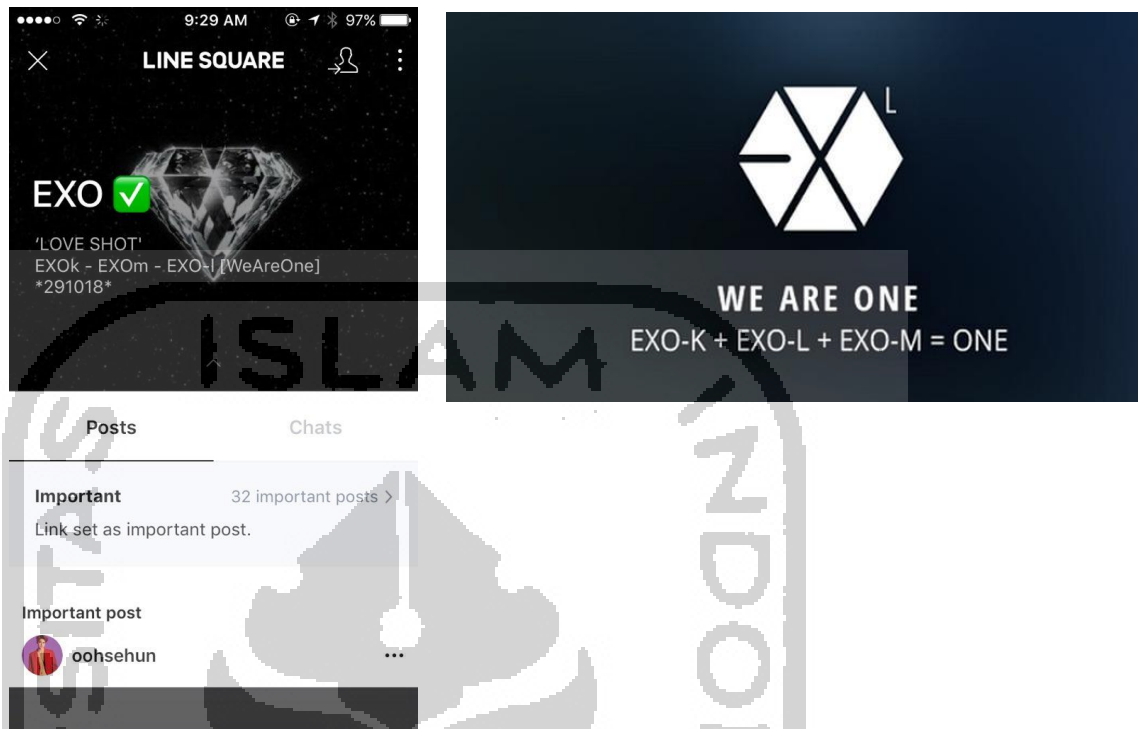 9:29 AM 97%
LINE SQUARE
EXO ✅
'LOVE SHOT'
EXOk - EXOm - EXO-l [WeAreOne]
*291018*
Posts Chats
Important 32 important posts >
Link set as important post.
Important post
oohsehun
L
WE ARE ONE
EXO-K + EXO-L + EXO-M = ONE
ISLAM